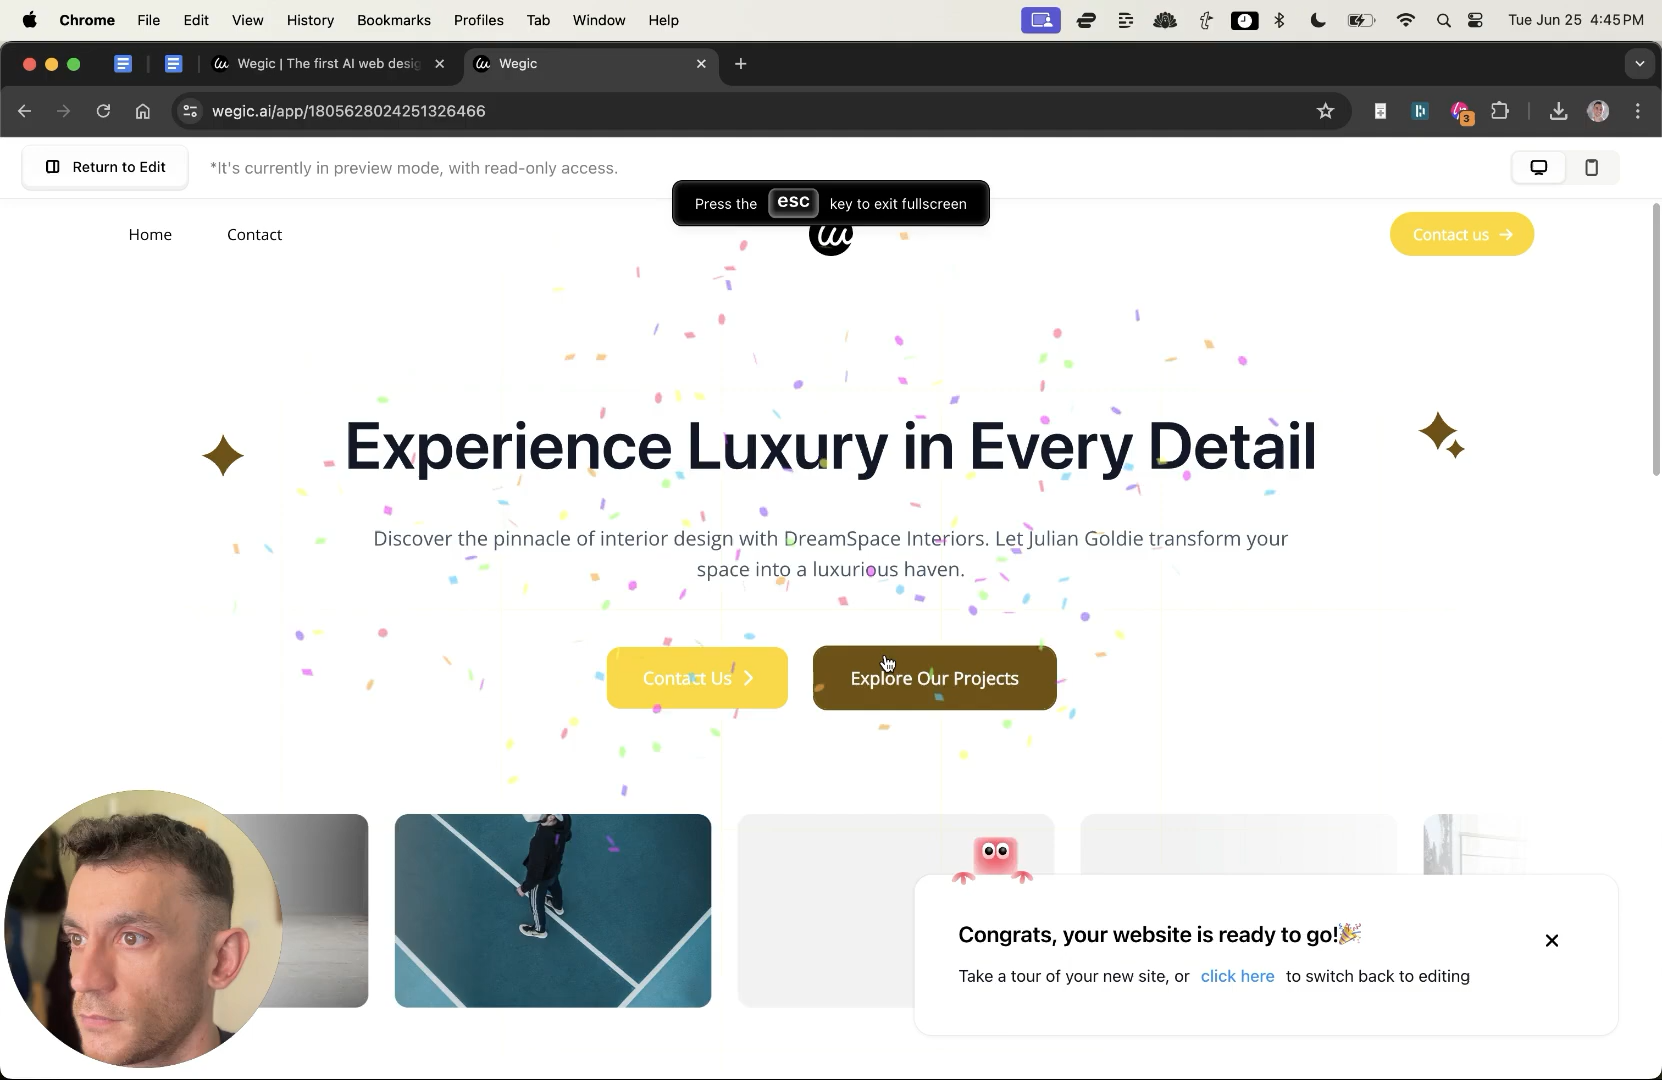 Chrome File Edit View History Bookmarks Profiles Tab Window Help Tue Jun 25 4:45 PM
Wegic | The first AI web desig
Wegic
wegic.ai/app/1805628024251326466
3
Return to Edit
*It's currently in preview mode, with read-only access.
Press the esc key to exit fullscreen
Home Contact
Contact us
Experience Luxury in Every Detail
Discover the pinnacle of interior design with DreamSpace Interiors. Let Julian Goldie transform your
space into a luxurious haven.
Contact Us
Explore Our Projects
Congrats, your website is ready to go!🎉
Take a tour of your new site, or click here to switch back to editing